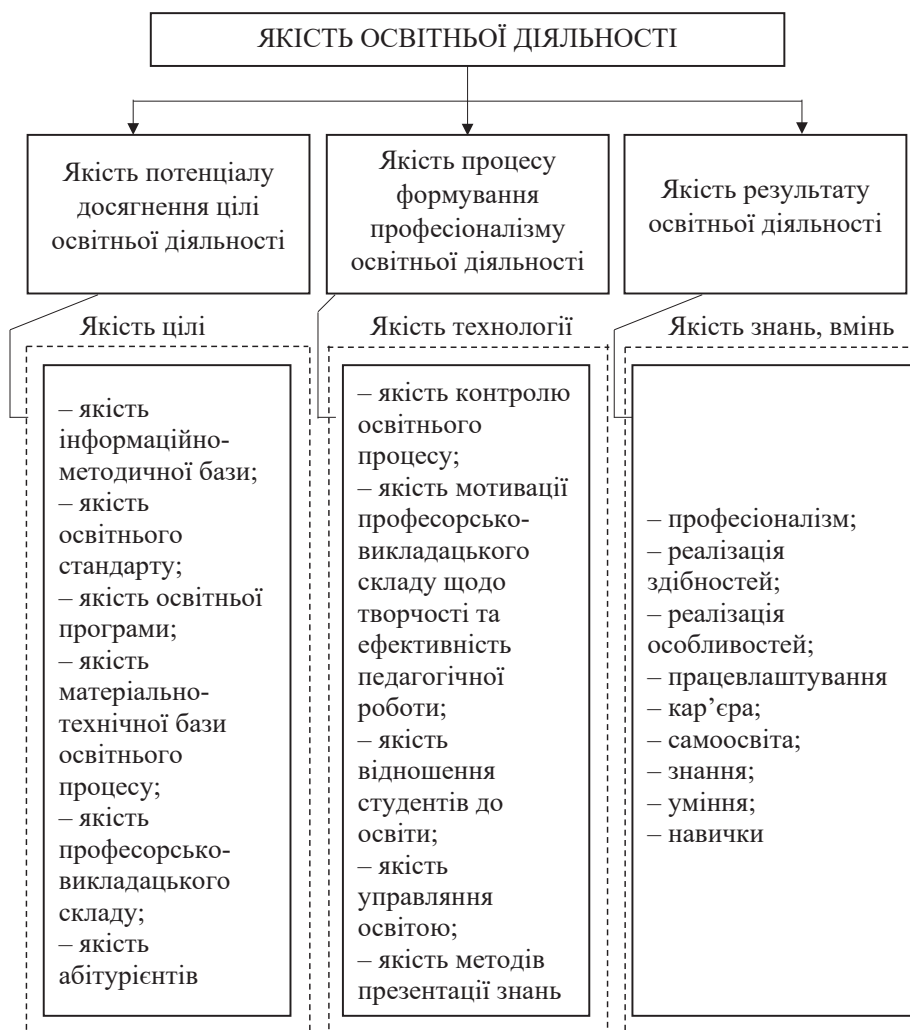 ЯКІСТЬ ОСВІТНЬОЇ ДІЯЛЬНОСТІ
Якість потенціалу
досягнення цілі
освітньої діяльності
Якість процесу
формування
професіоналізму
освітньої діяльності
Якість результату
освітньої діяльності
Якість цілі
– якість
інформаційно-
методичної бази;
– якість
освітнього
стандарту;
– якість освітньої
програми;
– якість
матеріально-
технічної бази
освітнього
процесу;
– якість
професорсько-
викладацького
складу;
– якість
абітурієнтів
Якість технології
– якість контролю
освітнього
процесу;
– якість мотивації
професорсько-
викладацького
складу щодо
творчості та
ефективність
педагогічної
роботи;
– якість
відношення
студентів до
освіти;
– якість
управляння
освітою;
– якість методів
презентації знань
Якість знань, вмінь
– професіоналізм;
– реалізація
здібностей;
– реалізація
особливостей;
– працевлаштування
– кар’єра;
– самоосвіта;
– знання;
– уміння;
– навички